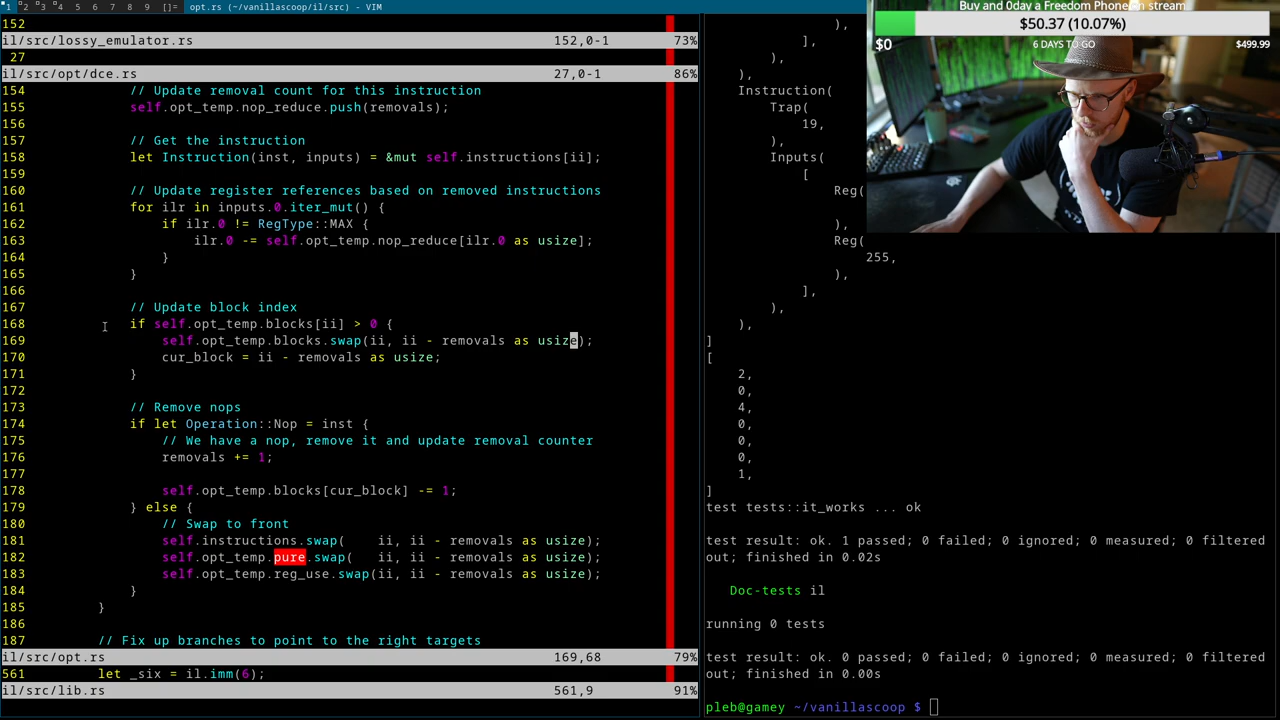 1 2 3 4 5 6 7 8 9 []= opt.rs (~/vanillascoop/il/src) - VIM
152
il/src/lossy_emulator.rs 152,0-1 73%
27
il/src/opt/dce.rs 27,0-1 86%
154 // Update removal count for this instruction
155 self.opt_temp.nop_reduce.push(removals);
156
157 // Get the instruction
158 let Instruction(inst, inputs) = &mut self.instructions[ii];
159
160 // Update register references based on removed instructions
161 for ilr in inputs.0.iter_mut() {
162 if ilr.0 != RegType::MAX {
163 ilr.0 -= self.opt_temp.nop_reduce[ilr.0 as usize];
164 }
165 }
166
167 // Update block index
168 if self.opt_temp.blocks[ii] > 0 {
169 self.opt_temp.blocks.swap(ii, ii - removals as usize);
170 cur_block = ii - removals as usize;
171 }
172
173 // Remove nops
174 if let Operation::Nop = inst {
175 // We have a nop, remove it and update removal counter
176 removals += 1;
177
178 self.opt_temp.blocks[cur_block] -= 1;
179 } else {
180 // Swap to front
181 self.instructions.swap( ii, ii - removals as usize);
182 self.opt_temp.pure.swap( ii, ii - removals as usize);
183 self.opt_temp.reg_use.swap(ii, ii - removals as usize);
184 }
185 }
186
187 // Fix up branches to point to the right targets
il/src/opt.rs 169,68 79%
561 let _six = il.imm(6);
il/src/lib.rs 561,9 91%
),
],
),
Instruction(
Trap(
19,
),
Inputs(
[
Reg(
),
Reg(
255,
),
],
),
),
]
[
2,
0,
4,
0,
0,
0,
1,
]
test tests::it_works ... ok
test result: ok. 1 passed; 0 failed; 0 ignored; 0 measured; 0 filtered
out; finished in 0.02s
Doc-tests il
running 0 tests
test result: ok. 0 passed; 0 failed; 0 ignored; 0 measured; 0 filtered
out; finished in 0.00s
pleb@gamey ~/vanillascoop $
Buy and 0day a Freedom Phone on stream
$50.37 (10.07%)
$0 6 DAYS TO GO $499.99